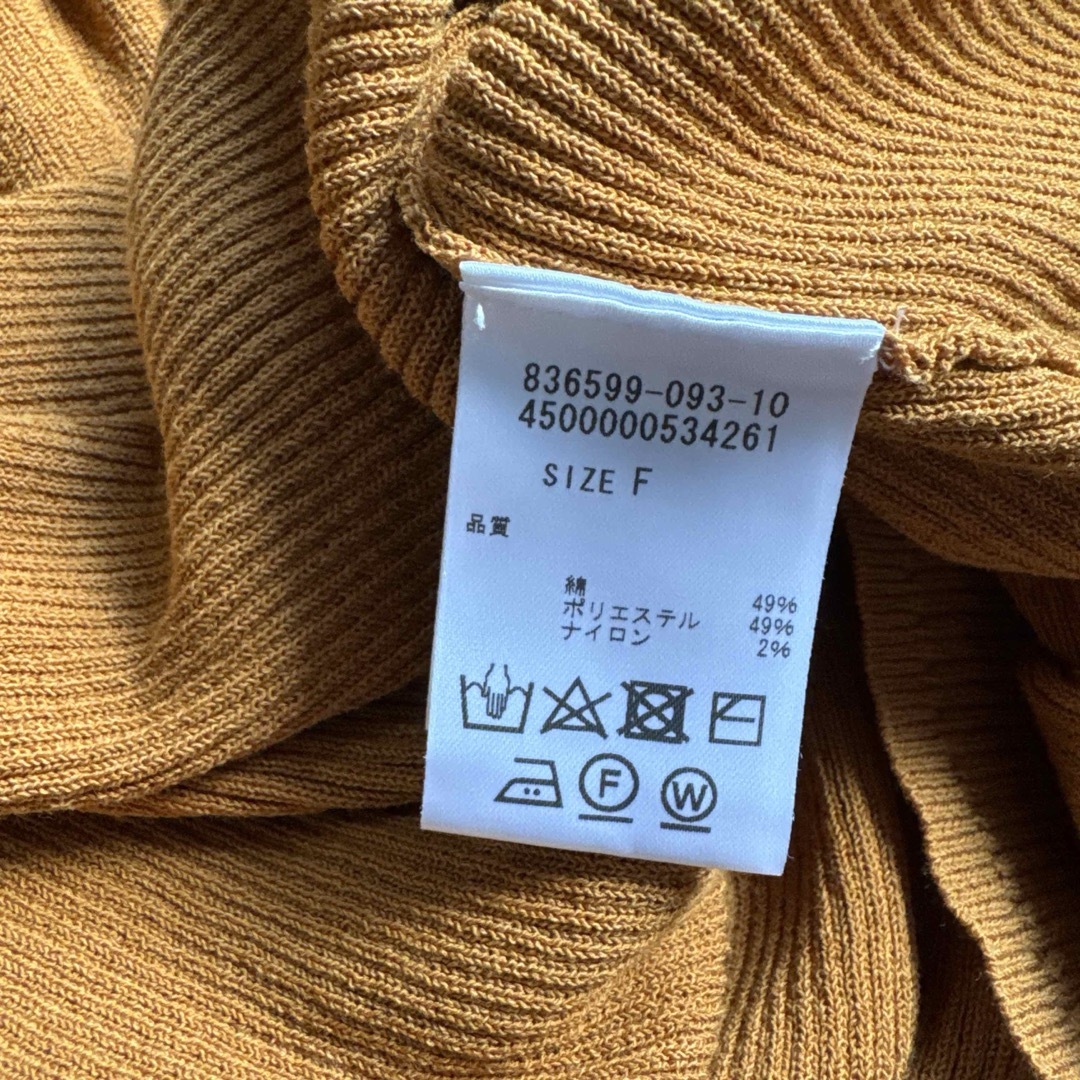 836599-093-10
4500000534261
SIZE F
品質
綿 49%
ポリエステル 49%
ナイロン 2%
F W